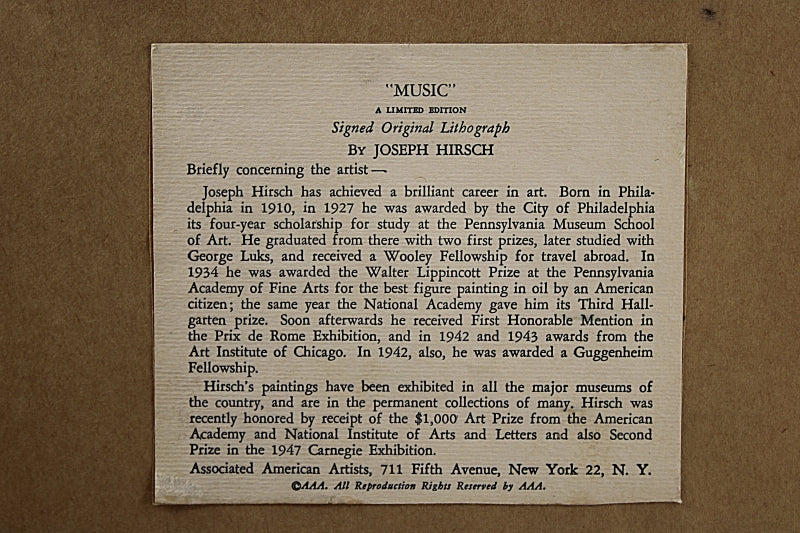 "MUSIC"
A LIMITED EDITION
Signed Original Lithograph
BY JOSEPH HIRSCH
Briefly concerning the artist—
Joseph Hirsch has achieved a brilliant career in art. Born in Phila-
delphia in 1910, in 1927 he was awarded by the City of Philadelphia
its four-year scholarship for study at the Pennsylvania Museum School
of Art. He graduated from there with two first prizes, later studied with
George Luks, and received a Wooley Fellowship for travel abroad. In
1934 he was awarded the Walter Lippincott Prize at the Pennsylvania
Academy of Fine Arts for the best figure painting in oil by an American
citizen; the same year the National Academy gave him its Third Hall-
garten prize. Soon afterwards he received First Honorable Mention in
the Prix de Rome Exhibition, and in 1942 and 1943 awards from the
Art Institute of Chicago. In 1942, also, he was awarded a Guggenheim
Fellowship.
Hirsch's paintings have been exhibited in all the major museums of
the country, and are in the permanent collections of many. Hirsch was
recently honored by receipt of the $1,000 Art Prize from the American
Academy and National Institute of Arts and Letters and also Second
Prize in the 1947 Carnegie Exhibition.
Associated American Artists, 711 Fifth Avenue, New York 22, N. Y.
©AAA. All Reproduction Rights Reserved by AAA.